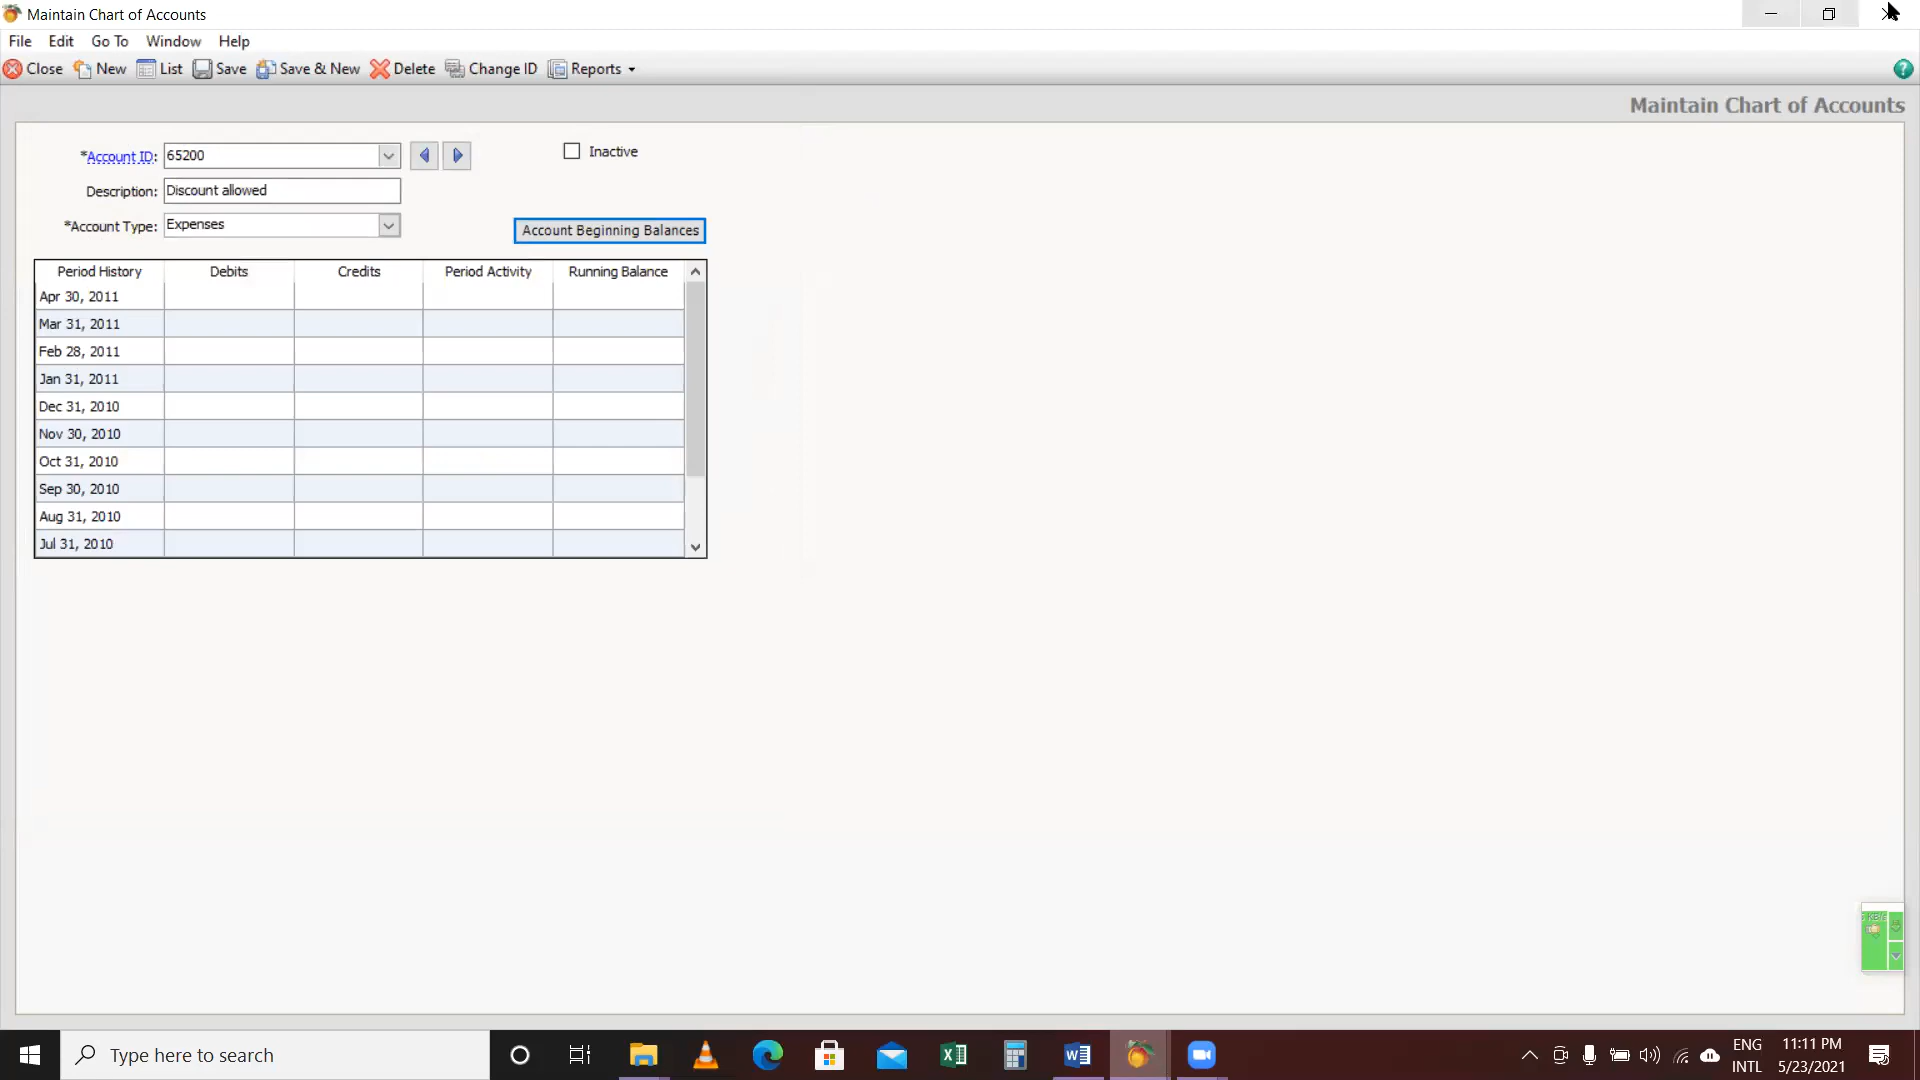 Maintain Chart of Accounts
File Edit Go To Window Help
Close New List Save Save & New Delete Change ID Reports
Maintain Chart of Accounts
*Account ID: 65200
Inactive
Description: Discount allowed
*Account Type: Expenses
Account Beginning Balances
Period History Debits Credits Period Activity Running Balance
Apr 30, 2011
Mar 31, 2011
Feb 28, 2011
Jan 31, 2011
Dec 31, 2010
Nov 30, 2010
Oct 31, 2010
Sep 30, 2010
Aug 31, 2010
Jul 31, 2010
KB/s
Type here to search
ENG 11:11 PM
INTL 5/23/2021